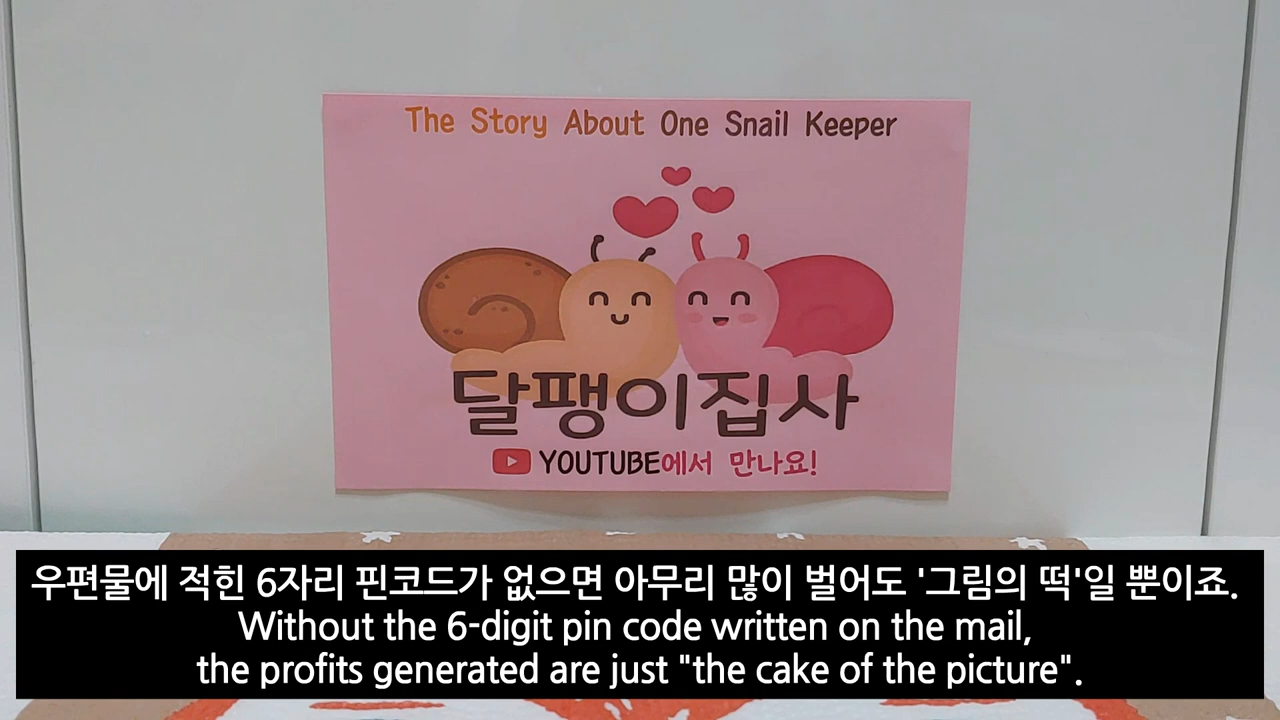 The Story About One Snail Keeper
달팽이집사
YOUTUBE에서 만나요!
우편물에 적힌 6자리 핀코드가 없으면 아무리 많이 벌어도 '그림의 떡'일 뿐이죠.
Without the 6-digit pin code written on the mail,
the profits generated are just "the cake of the picture".